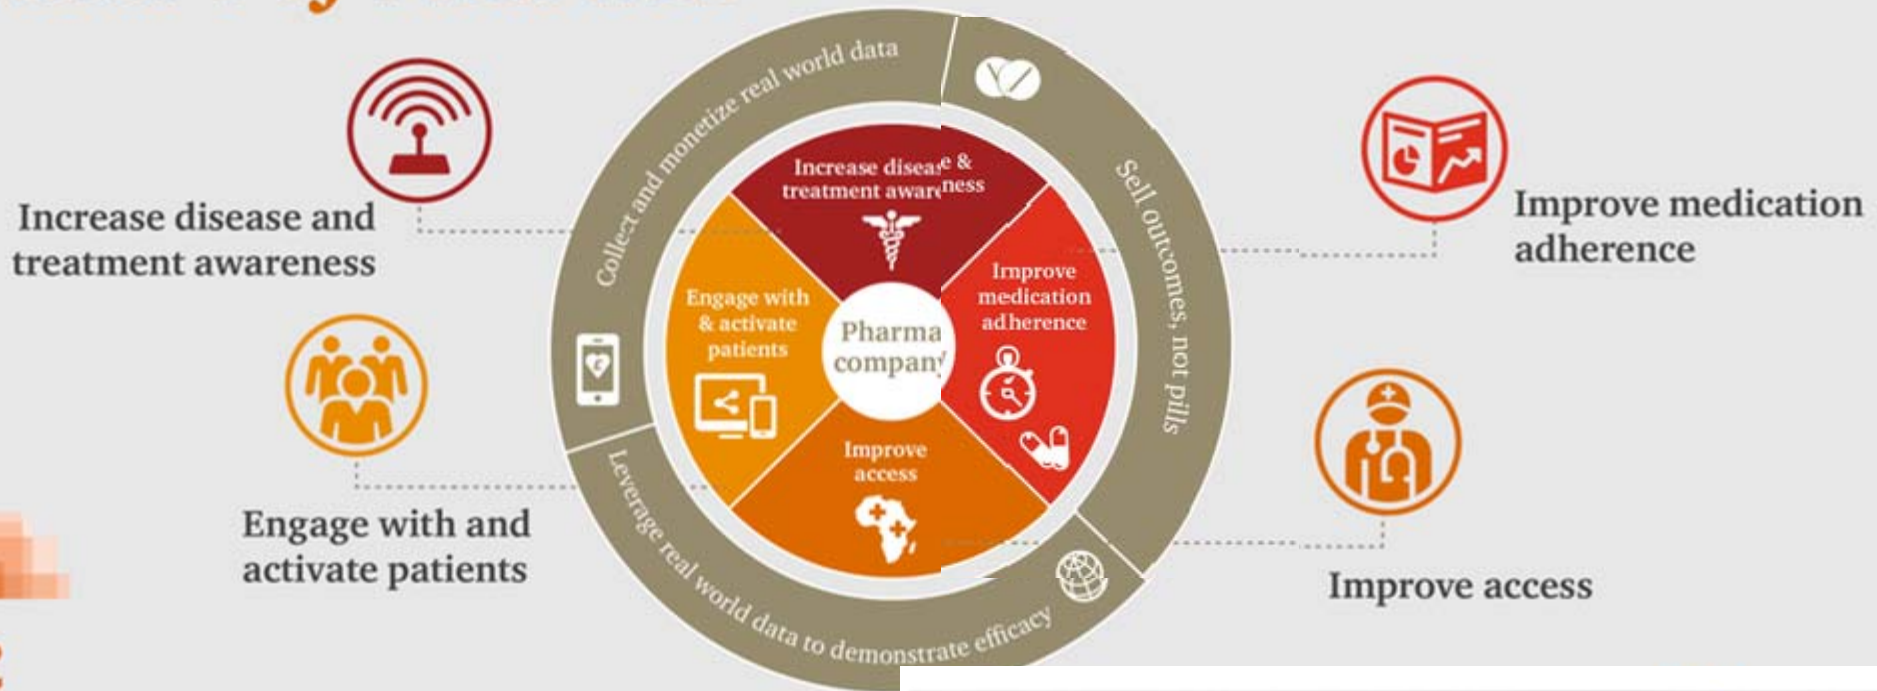 Increase disease and
treatment awareness
Engage with and
activate patients
Collect and monetize real world data
Sell outcomes, not pills
Leverage real world data to demonstrate efficacy
Increase disease &
treatment awareness
Engage with
& activate
patients
Pharma
company
Improve
medication
adherence
Improve
access
Improve medication
adherence
Improve access